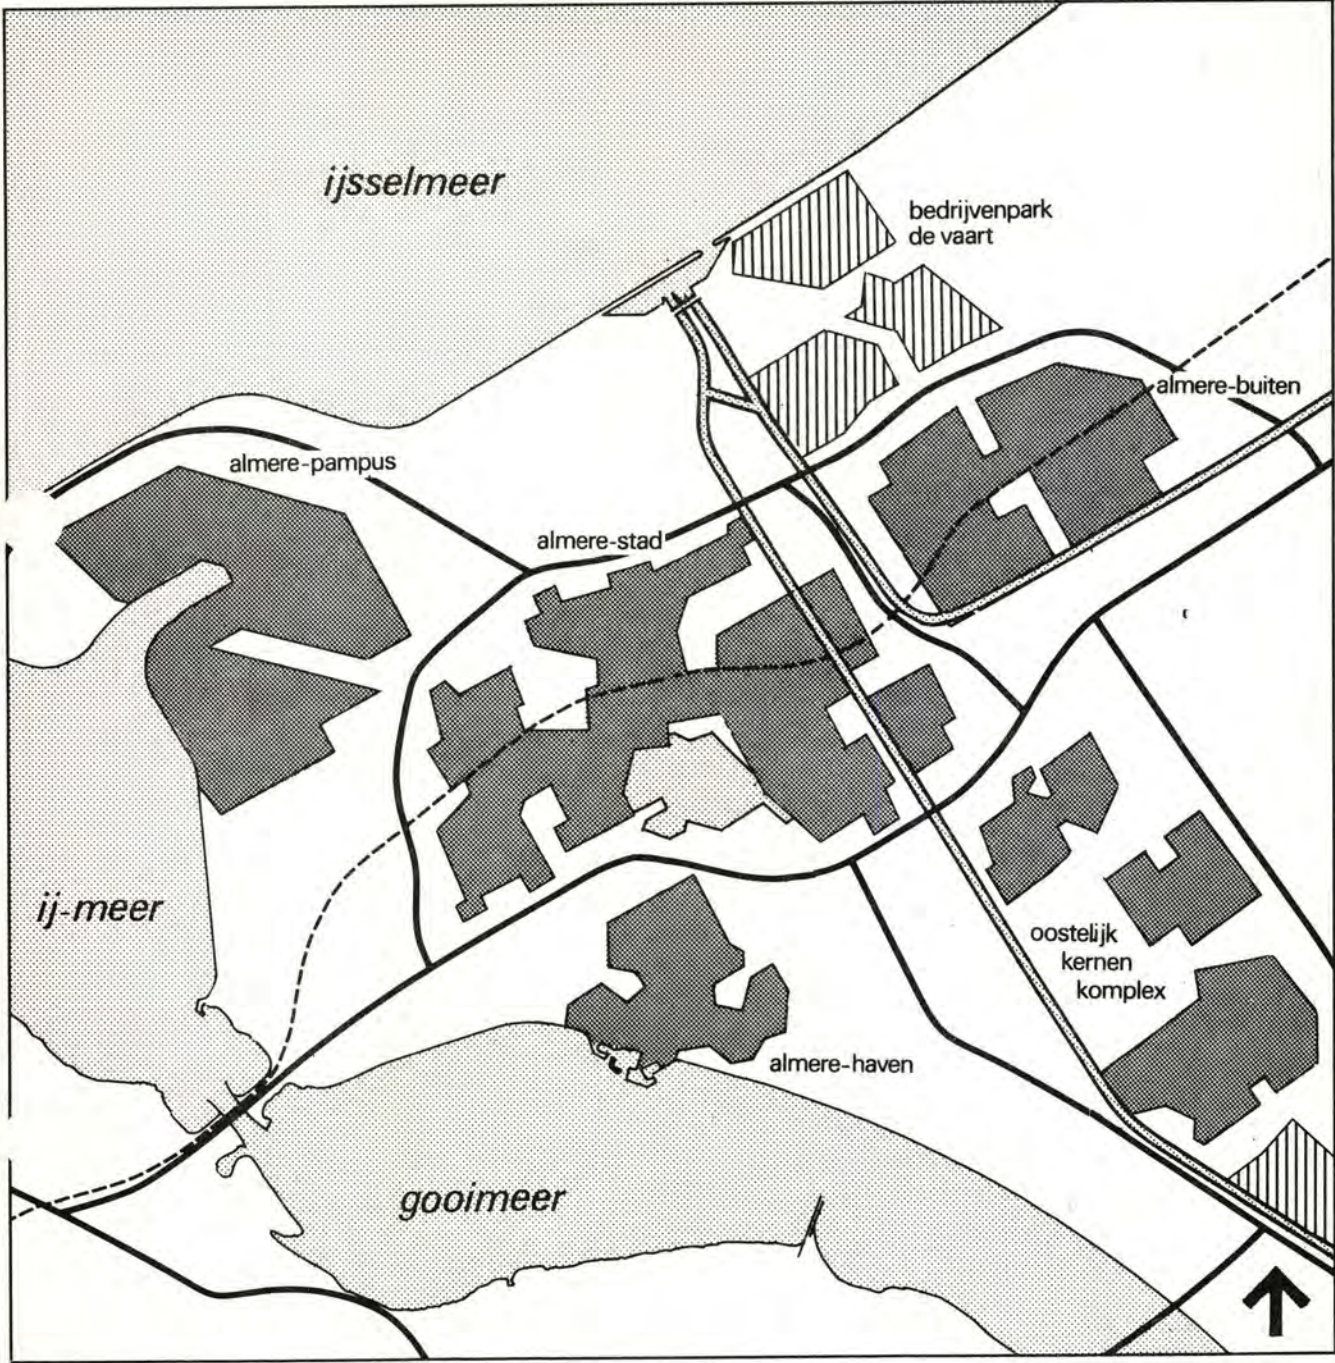 ijsselmeer
bedrijvenpark
de vaart
almere-buiten
almere-pampus
almere-stad
ij-meer
oostelijk
kernen
komplex
almere-haven
gooimeer